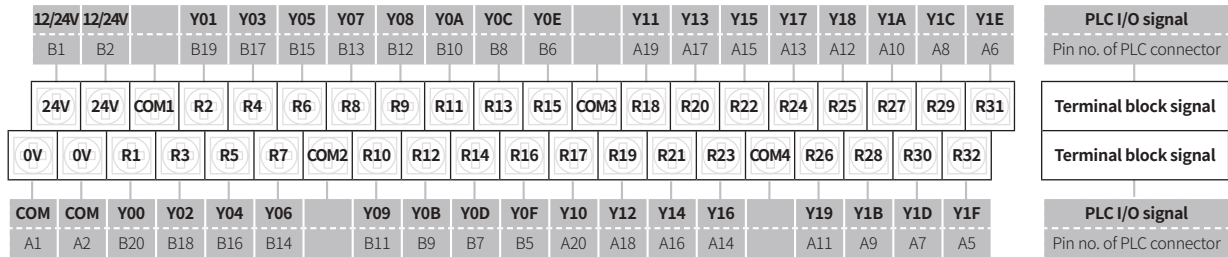 12/24V 12/24V Y01 Y03 Y05 Y07 Y08 Y0A Y0C Y0E Y11 Y13 Y15 Y17 Y18 Y1A Y1C Y1E PLC I/O signal
B1 B2 B19 B17 B15 B13 B12 B10 B8 B6 A19 A17 A15 A13 A12 A10 A8 A6 Pin no. of PLC connector
24V 24V COM1 R2 R4 R6 R8 R9 R11 R13 R15 COM3 R18 R20 R22 R24 R25 R27 R29 R31 Terminal block signal
0V 0V R1 R3 R5 R7 COM2 R10 R12 R14 R16 R17 R19 R21 R23 COM4 R26 R28 R30 R32 Terminal block signal
COM COM Y00 Y02 Y04 Y06 Y09 Y0B Y0D Y0F Y10 Y12 Y14 Y16 Y19 Y1B Y1D Y1F PLC I/O signal
A1 A2 B20 B18 B16 B14 B11 B9 B7 B5 A20 A18 A16 A14 A11 A9 A7 A5 Pin no. of PLC connector